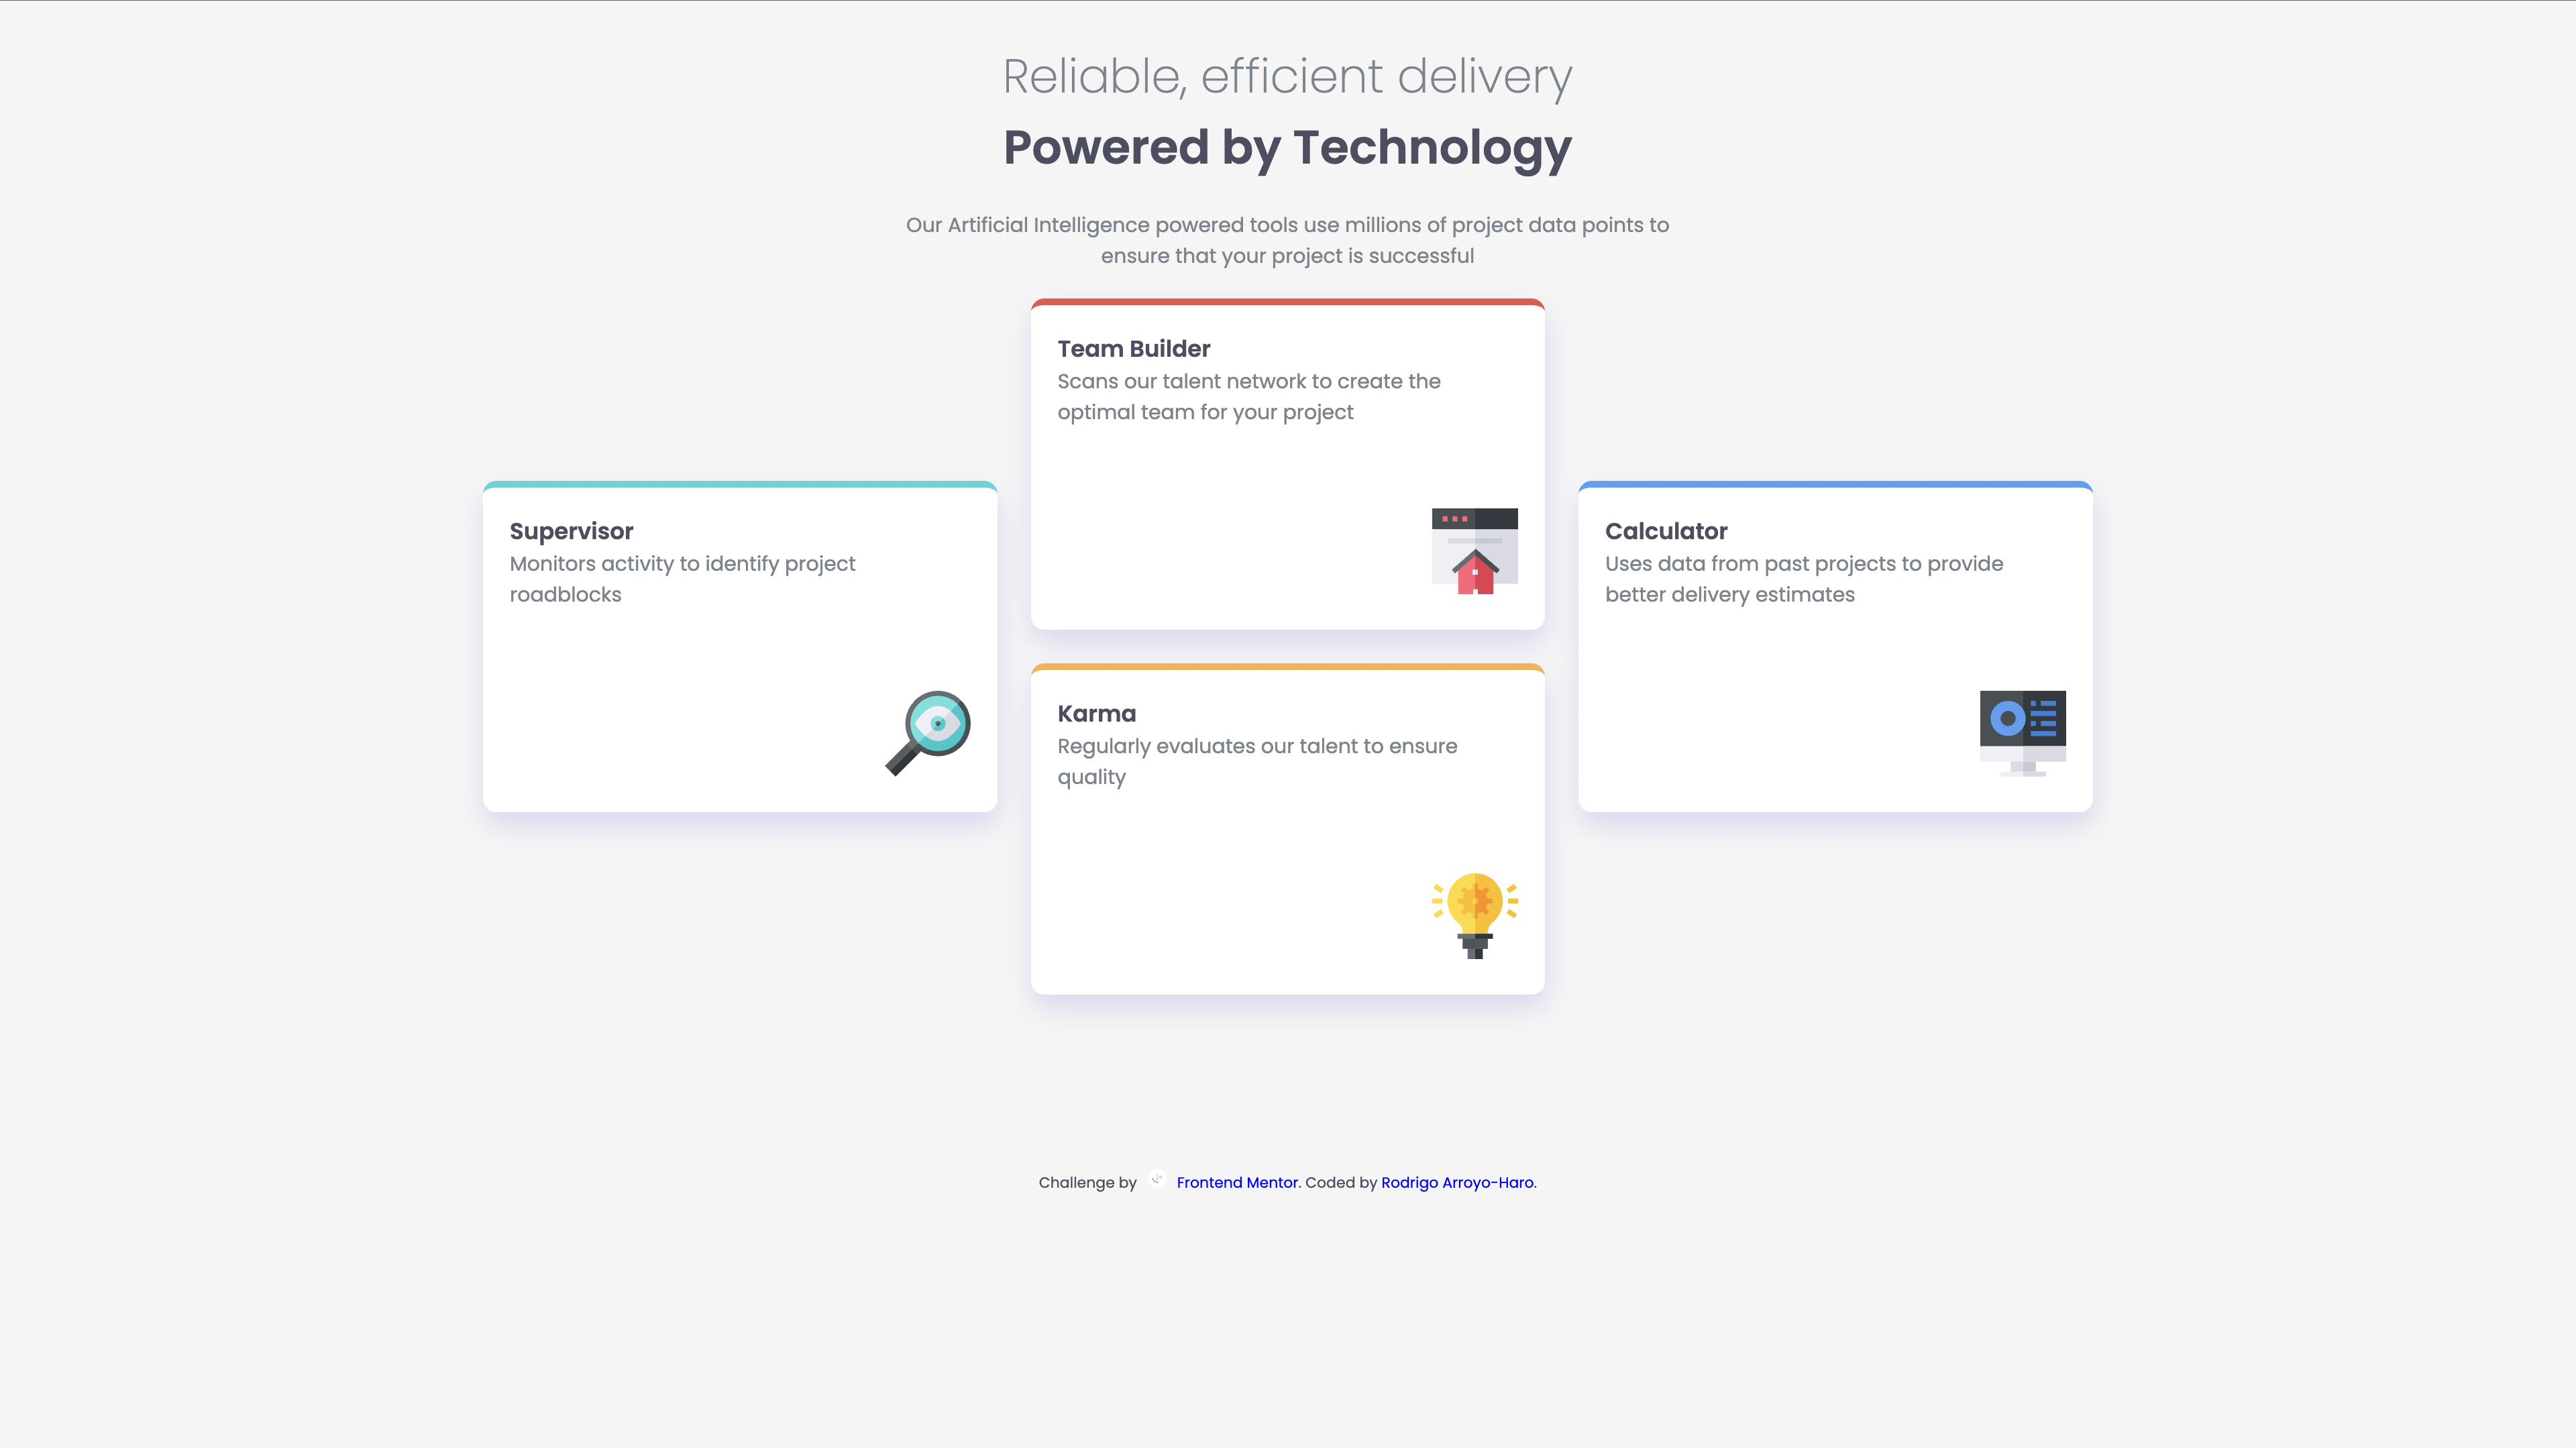 Reliable, efficient delivery
Powered by Technology
Our Artificial Intelligence powered tools use millions of project data points to
ensure that your project is successful
Team Builder
Scans our talent network to create the
optimal team for your project
Supervisor
Monitors activity to identify project
roadblocks
Calculator
Uses data from past projects to provide
better delivery estimates
Karma
Regularly evaluates our talent to ensure
quality
Challenge by Frontend Mentor. Coded by Rodrigo Arroyo-Haro.